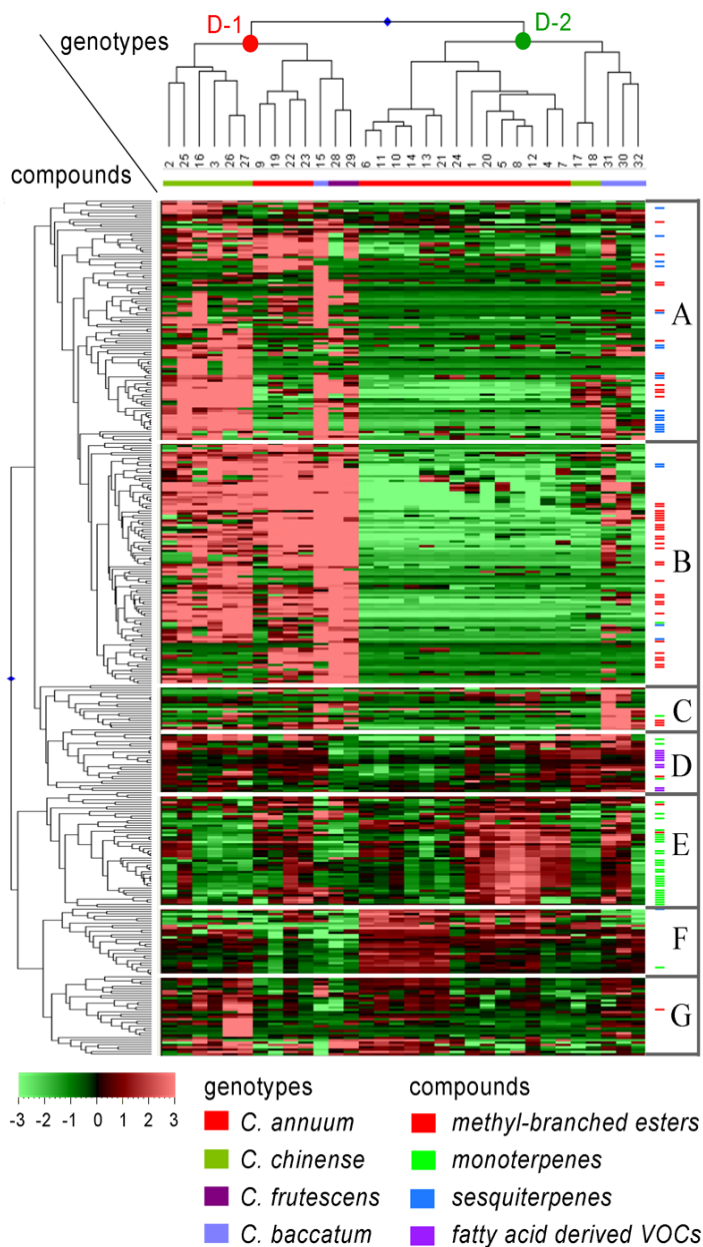 D-1
D-2
genotypes
compounds
2 25 16 3 26 27 9 19 22 23 15 28 29 6 11 10 14 13 21 24 1 20 5 8 12 4 7 17 18 31 30 32
A
B
C
D
E
F
G
-3 -2 -1 0 1 2 3
genotypes
C. annuum
C. chinense
C. frutescens
C. baccatum
compounds
methyl-branched esters
monoterpenes
sesquiterpenes
fatty acid derived VOCs